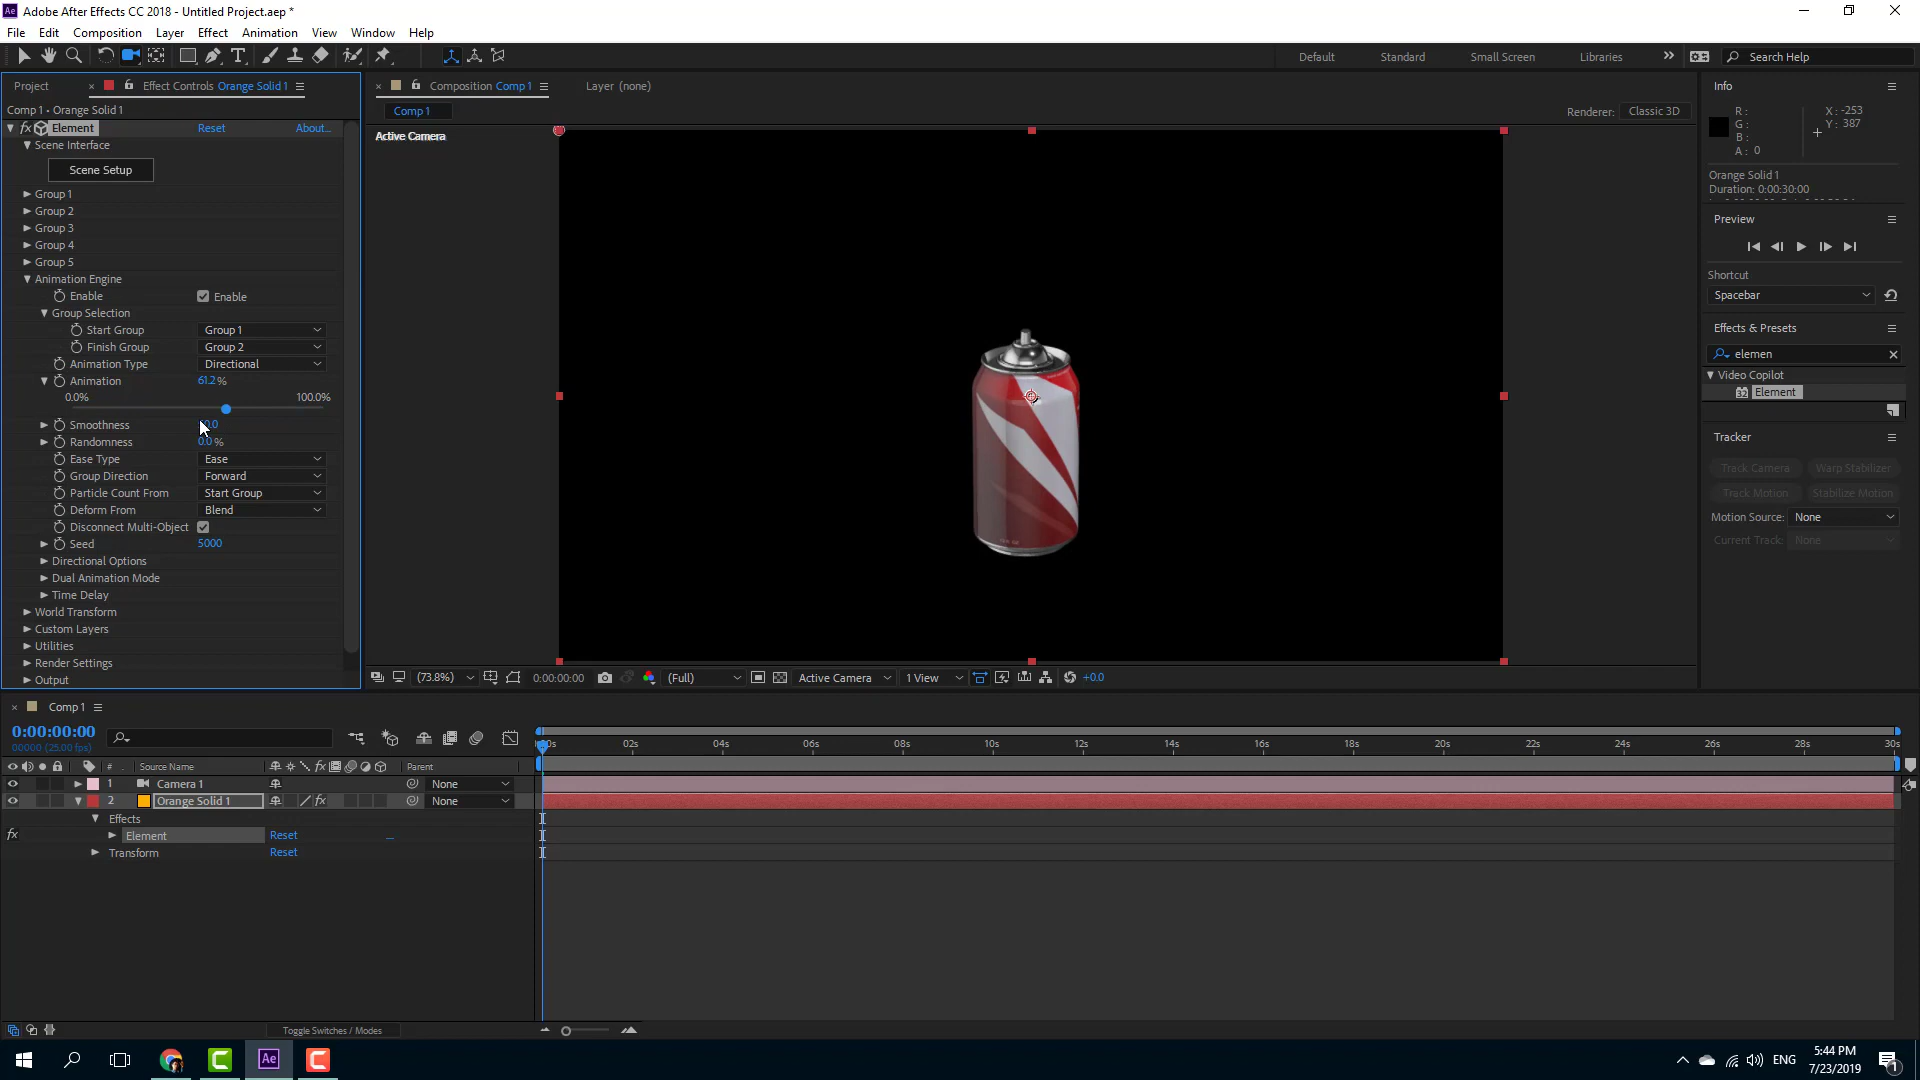 Adobe After Effects CC 2018 - Untitled Project.aep *
File Edit Composition Layer Effect Animation View Window Help
Default Standard Small Screen Libraries Search Help
Project Effect Controls Orange Solid 1
Comp 1 • Orange Solid 1
Element Reset About...
Scene Interface
Scene Setup
Group 1
Group 2
Group 3
Group 4
Group 5
Animation Engine
Enable Enable
Group Selection
Start Group Group 1
Finish Group Group 2
Animation Type Directional
Animation 61.2%
0.0% 100.0%
Smoothness
Randomness 0.0%
Ease Type Ease
Group Direction Forward
Particle Count From Start Group
Deform From Blend
Disconnect Multi-Object
Seed 5000
Directional Options
Dual Animation Mode
Time Delay
World Transform
Custom Layers
Utilities
Render Settings
Output
Composition Comp 1 Layer (none)
Comp 1
Renderer: Classic 3D
Active Camera
(73.8%) 0:00:00:00 (Full) Active Camera 1 View +0.0
Info
R :
G :
B :
A : 0
X : -253
Y : 387
Orange Solid 1
Duration: 0:00:30:00
Preview
Shortcut
Spacebar
Effects & Presets
elemen
Video Copilot
32 Element
Tracker
Track Camera Warp Stabilizer
Track Motion Stabilize Motion
Motion Source: None
Current Track: None
Comp 1
0:00:00:00
00000 (25.00 fps)
# Source Name Parent
1 Camera 1 None
2 Orange Solid 1 None
Effects
Element Reset
Transform Reset
02s 04s 06s 08s 10s 12s 14s 16s 18s 20s 22s 24s 26s 28s 30s
Toggle Switches / Modes
ENG
5:44 PM
7/23/2019
1